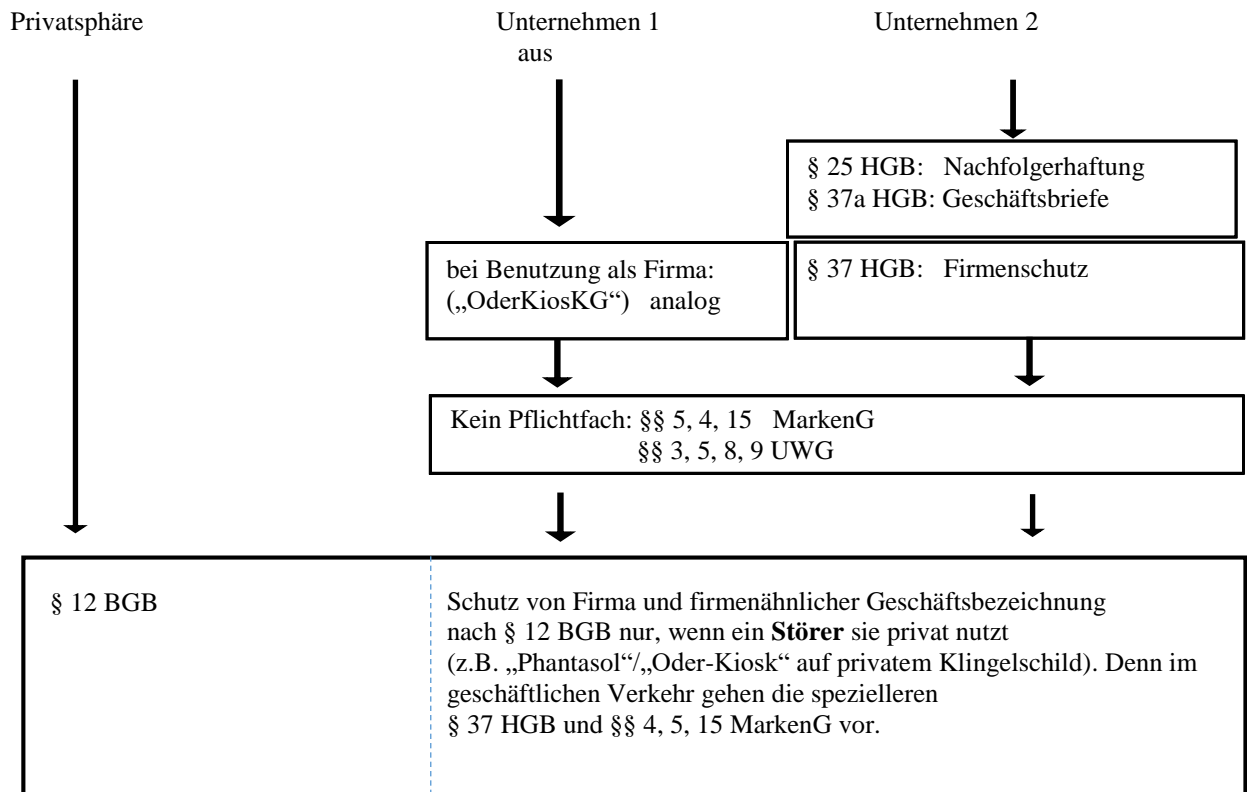 Privatsphäre Unternehmen 1 Unternehmen 2
aus
§ 25 HGB: Nachfolgerhaftung
§ 37a HGB: Geschäftsbriefe
bei Benutzung als Firma:
(„OderKiosKG“) analog
§ 37 HGB: Firmenschutz
Kein Pflichtfach: §§ 5, 4, 15 MarkenG
§§ 3, 5, 8, 9 UWG
§ 12 BGB
Schutz von Firma und firmenähnlicher Geschäftsbezeichnung
nach § 12 BGB nur, wenn ein Störer sie privat nutzt
(z.B. „Phantasol“/„Oder-Kiosk“ auf privatem Klingelschild). Denn im
geschäftlichen Verkehr gehen die spezielleren
§ 37 HGB und §§ 4, 5, 15 MarkenG vor.